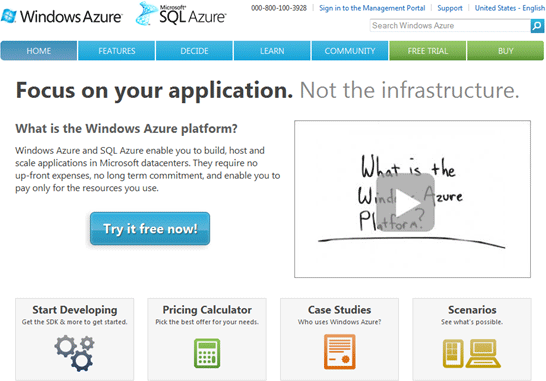 Windows Azure™ Microsoft® SQL Azure™
000-800-100-3928 | Sign in to the Management Portal | Support | United States - English
Search Windows Azure
HOME FEATURES DECIDE LEARN COMMUNITY FREE TRIAL BUY
Focus on your application. Not the infrastructure.
What is the Windows Azure platform?
Windows Azure and SQL Azure enable you to build, host and
scale applications in Microsoft datacenters. They require no
up-front expenses, no long term commitment, and enable you to
pay only for the resources you use.
Try it free now!
What is the
Windows Azure
Platform?
Start Developing
Get the SDK & more to get started.
Pricing Calculator
Pick the best offer for your needs.
Case Studies
Who uses Windows Azure?
Scenarios
See what's possible.